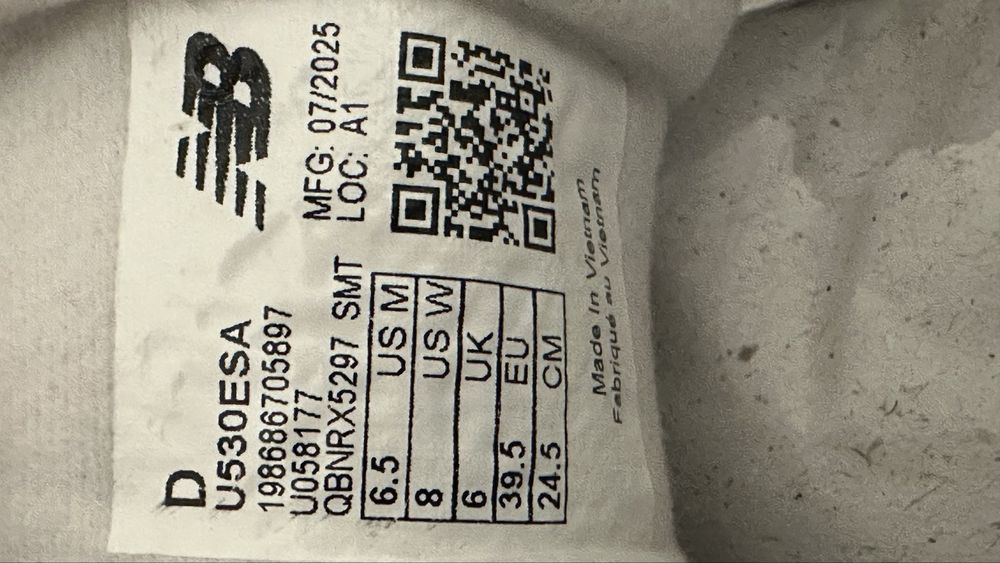 NB
D
U530ESA
198686705897
U058177
QBNRX5297 SMT
MFG: 07/2025
LOC: A1
6.5 US M
8 US W
6 UK
39.5 EU
24.5 CM
Made In Vietnam
Fabriqué au Vietnam